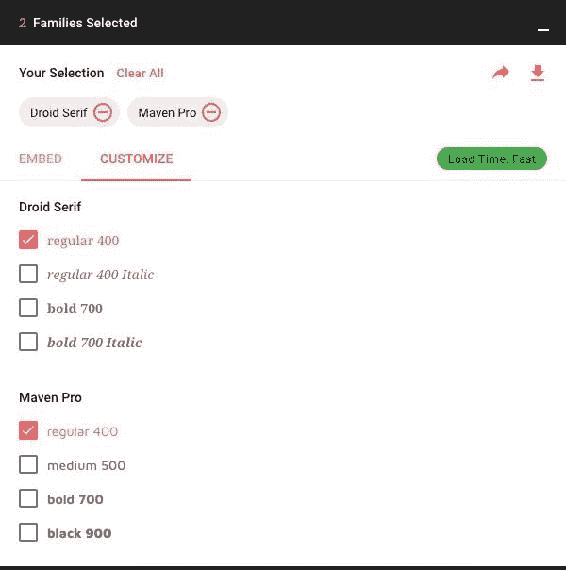 2 Families Selected
Your Selection Clear All
Droid Serif Maven Pro
EMBED CUSTOMIZE Load Time: Fast
Droid Serif
regular 400
regular 400 Italic
bold 700
bold 700 Italic
Maven Pro
regular 400
medium 500
bold 700
black 900